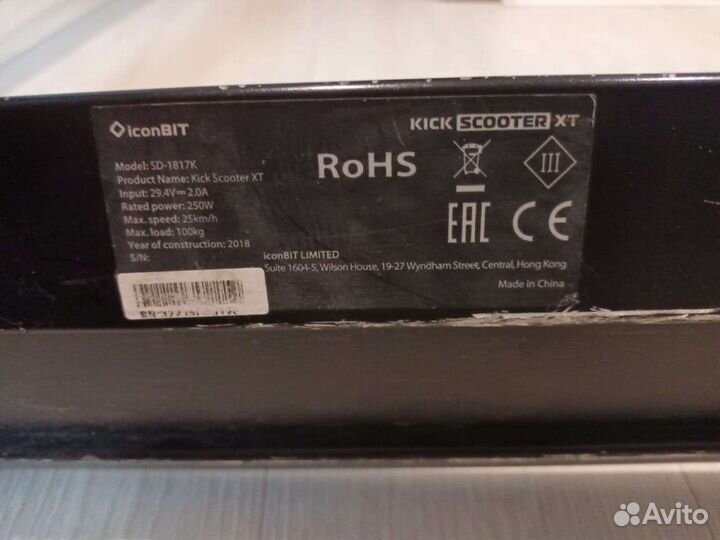 iconBIT
KICK SCOOTER XT
Model: SD-1817K
Product Name: Kick Scooter XT
Input: 29.4V⎓2.0A
Rated power: 250W
Max. speed: 25km/h
Max. load: 100kg
Year of construction: 2018
S/N:
RoHS
III
EAC CE
iconBIT LIMITED
Suite 1604-5, Wilson House, 19-27 Wyndham Street, Central, Hong Kong
Made in China
Avito